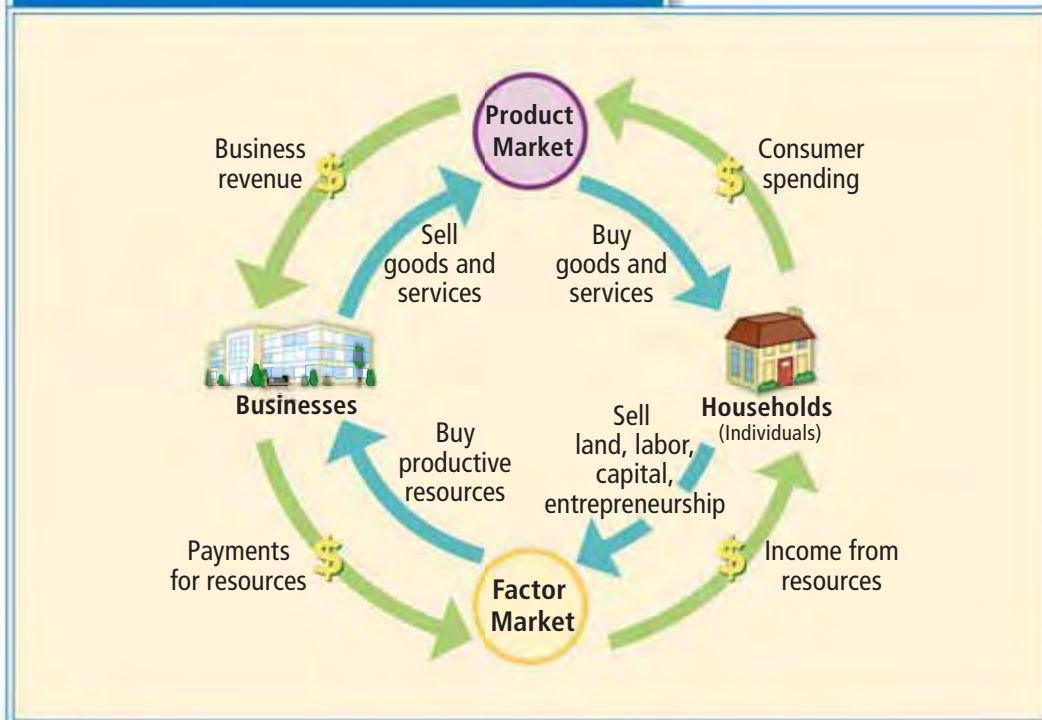 Product
Market
Business
revenue
$
Consumer
spending
$
Sell
goods and
services
Buy
goods and
services
Businesses
Households
(Individuals)
Buy
productive
resources
Sell
land, labor,
capital,
entrepreneurship
Payments
for resources
$
Income from
resources
$
Factor
Market